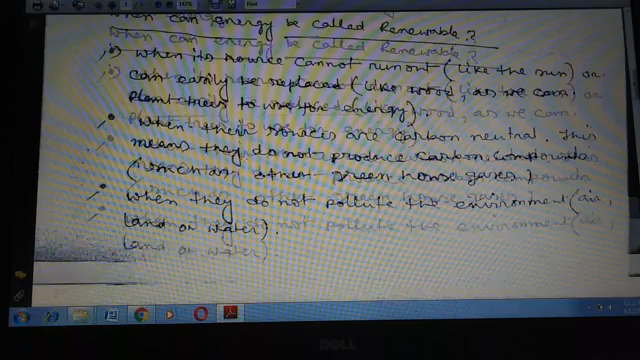 When can energy be called Renewable?
When its source cannot run out (like the sun) or
can easily be replaced (like wood, as we can
plant trees to use for energy)
When their sources are carbon neutral. This
means they do not produce Carbon compounds
other green house gases.)
When they do not pollute the environment (air,
land or water).
DELL